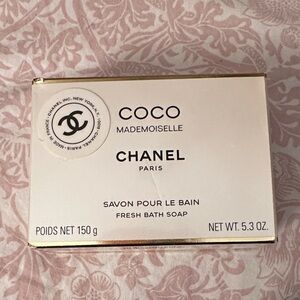 COCO
MADEMOISELLE
CHANEL
PARIS
SAVON POUR LE BAIN
FRESH BATH SOAP
POIDS NET 150 g
NET WT. 5.3 OZ.